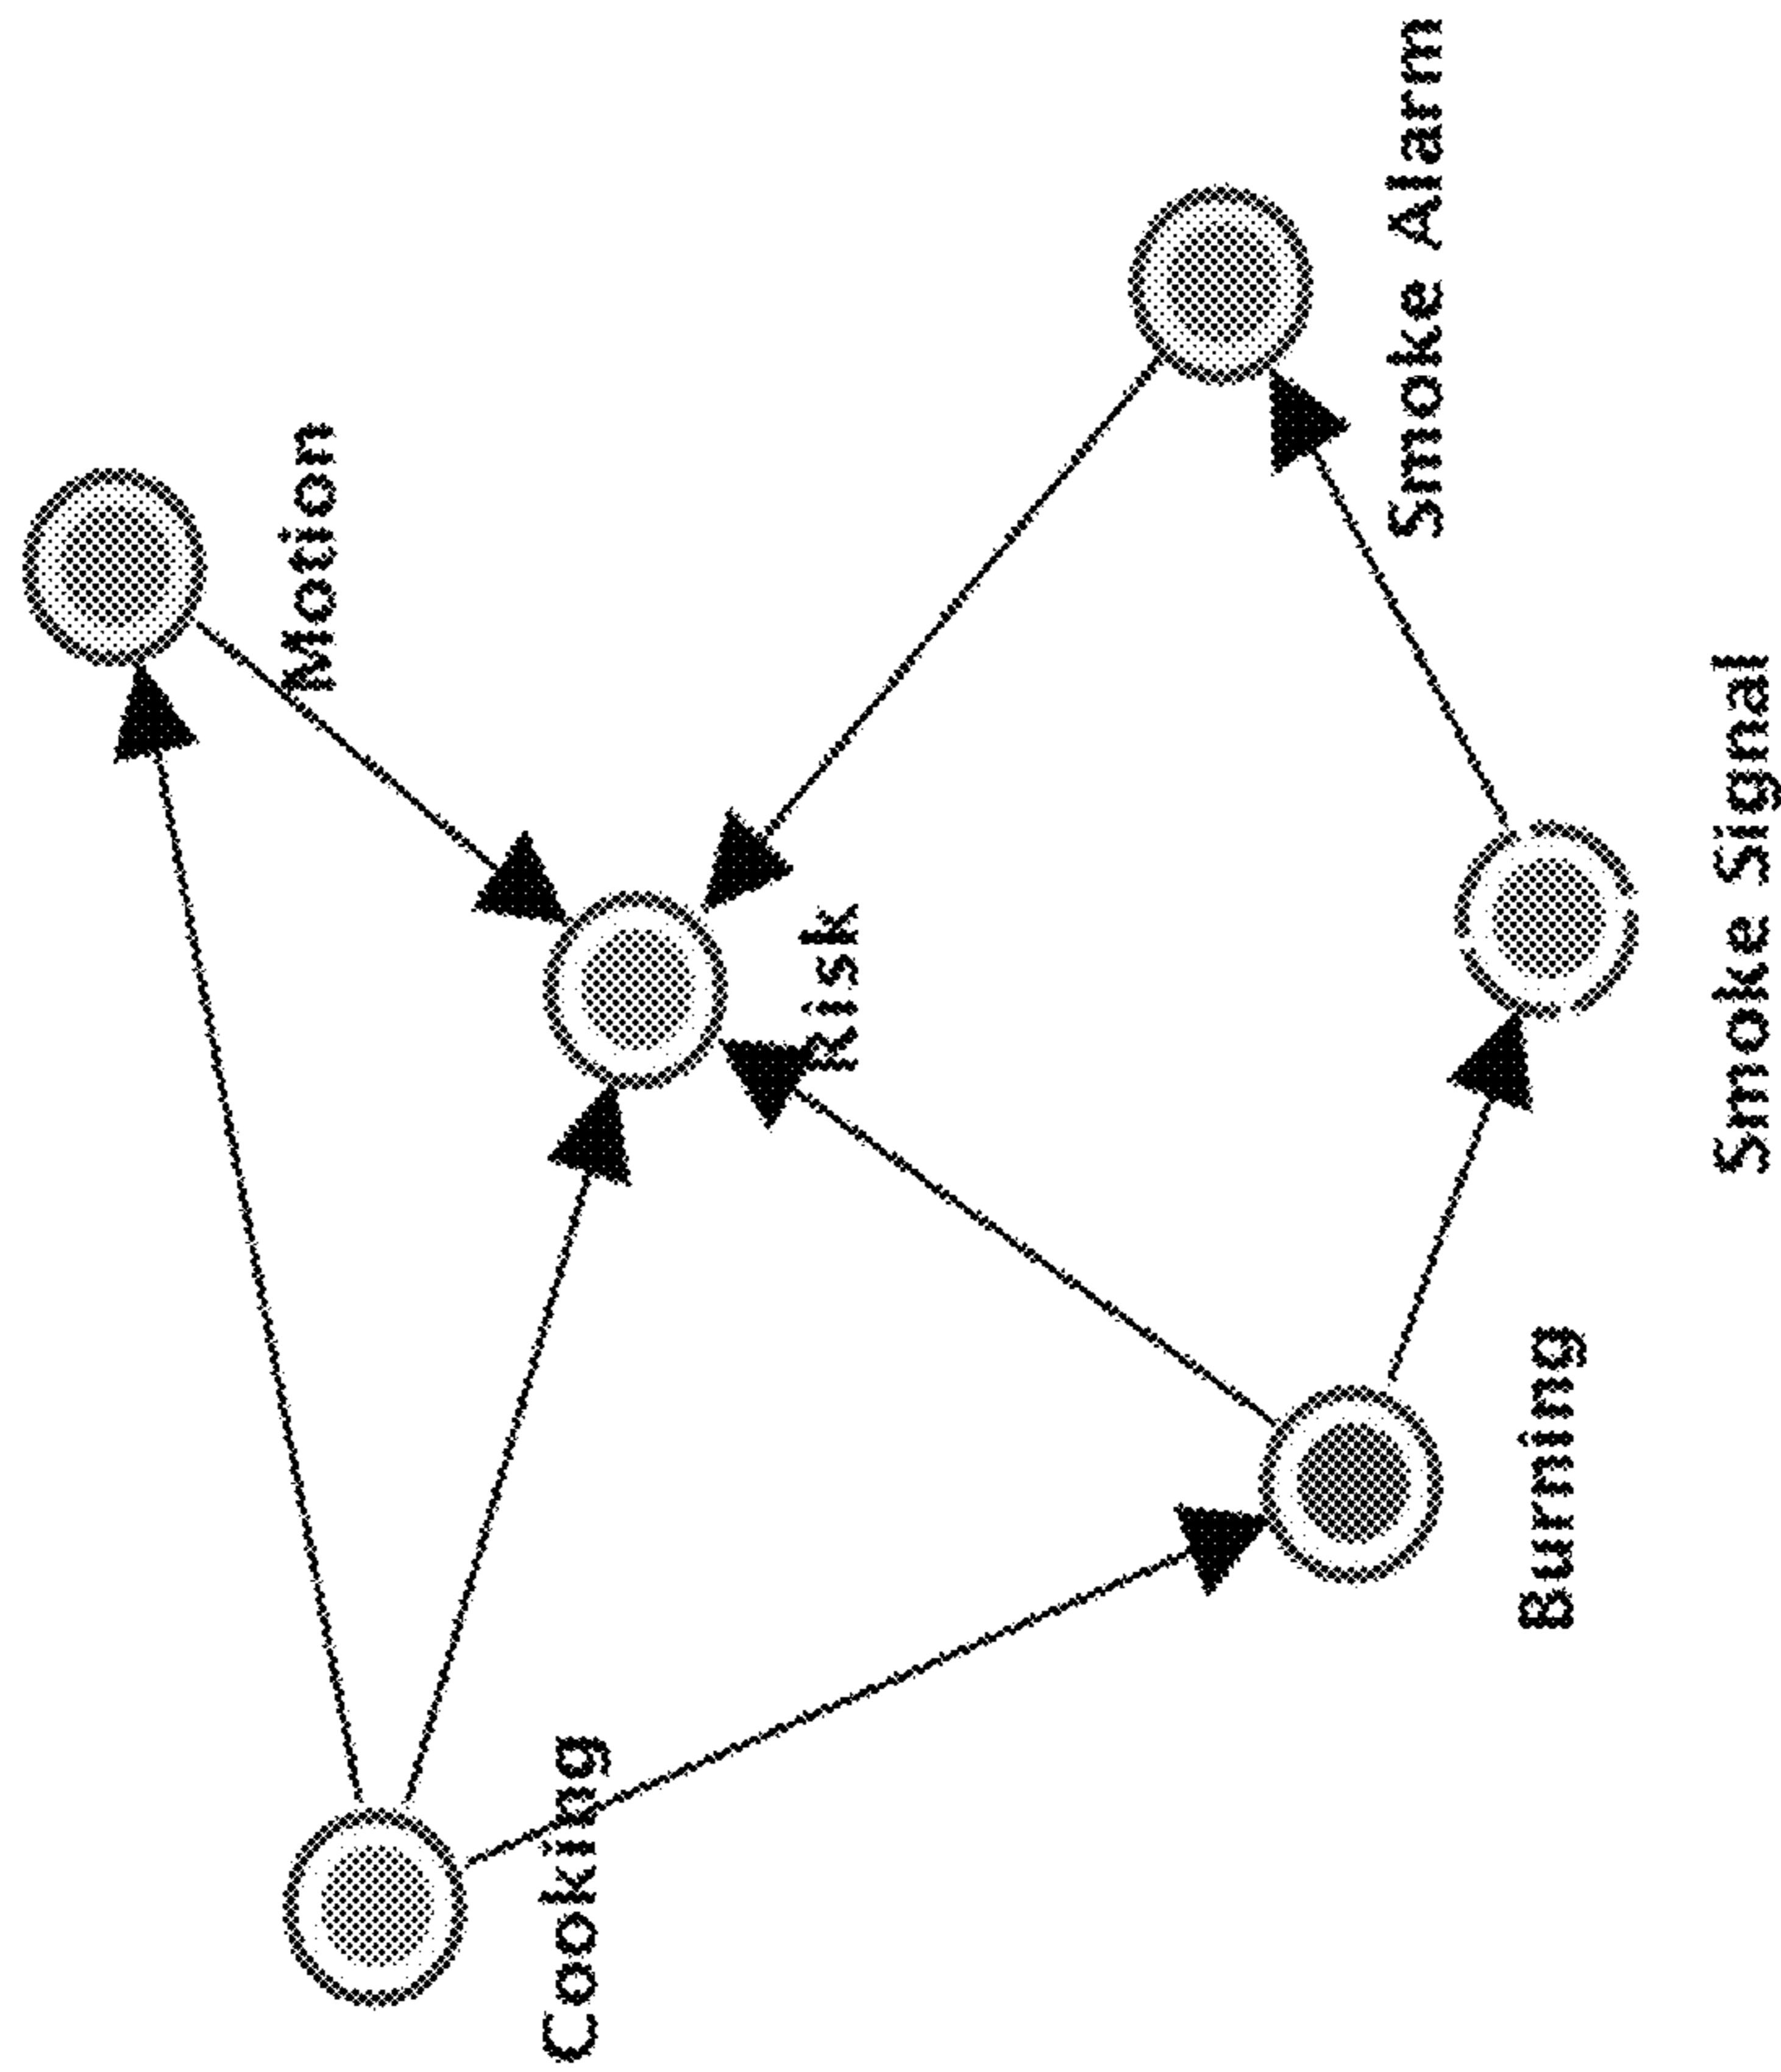 Motion
Cooking
Risk
Burning
Smoke Alarm
Smoke Signal